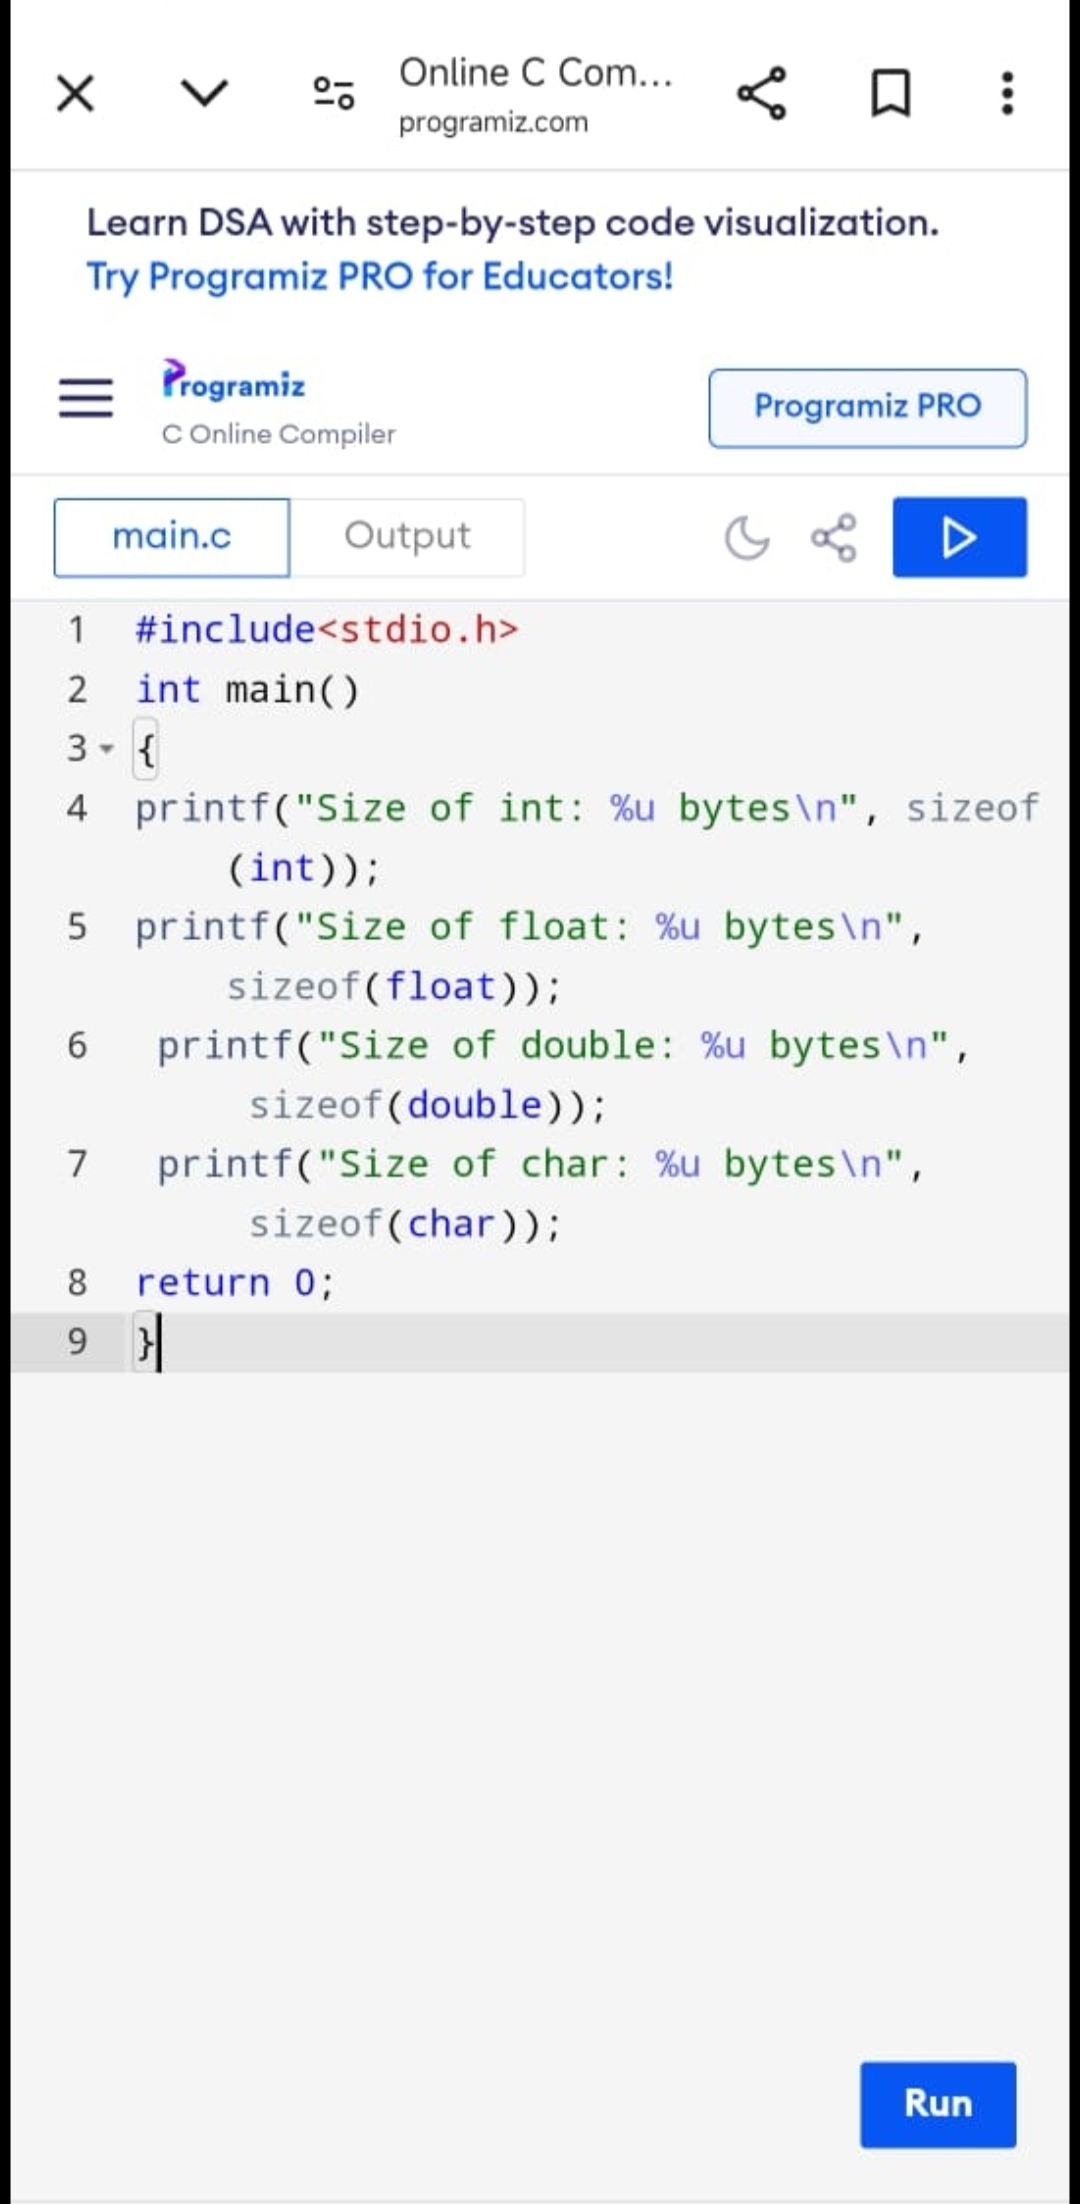 Online C Com...
programiz.com
Learn DSA with step-by-step code visualization.
Try Programiz PRO for Educators!
Programiz
C Online Compiler
Programiz PRO
main.c
Output
1 #include<stdio.h>
2 int main()
3 {
4 printf("Size of int: %u bytes\n", sizeof
(int));
5 printf("Size of float: %u bytes\n",
sizeof(float));
6 printf("Size of double: %u bytes\n",
sizeof(double));
7 printf("Size of char: %u bytes\n",
sizeof(char));
8 return 0;
9 }
Run